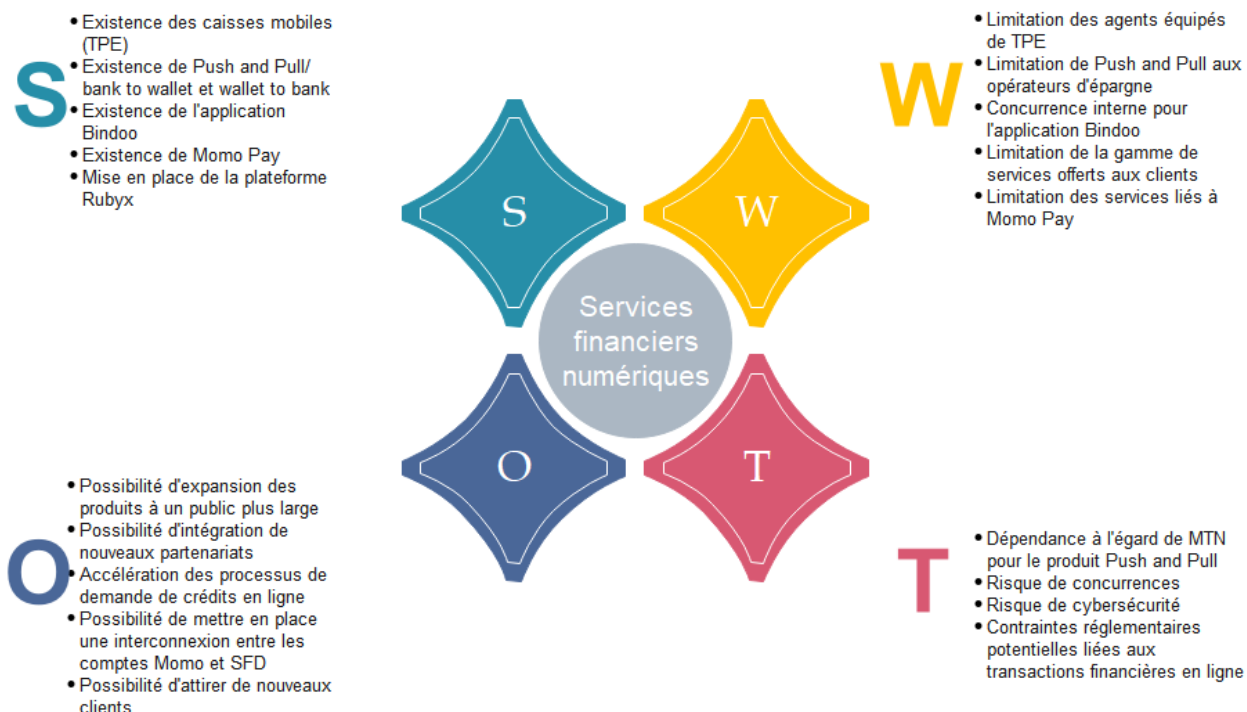 S
• Existence des caisses mobiles
(TPE)
• Existence de Push and Pull/
bank to wallet et wallet to bank
• Existence de l'application
Bindoo
• Existence de Momo Pay
• Mise en place de la plateforme
Rubyx
W
• Limitation des agents équipés
de TPE
• Limitation de Push and Pull aux
opérateurs d'épargne
• Concurrence interne pour
l'application Bindoo
• Limitation de la gamme de
services offerts aux clients
• Limitation des services liés à
Momo Pay
S
W
Services
financiers
numériques
O
T
O
• Possibilité d'expansion des
produits à un public plus large
• Possibilité d'intégration de
nouveaux partenariats
• Accélération des processus de
demande de crédits en ligne
• Possibilité de mettre en place
une interconnexion entre les
comptes Momo et SFD
• Possibilité d'attirer de nouveaux
clients
T
• Dépendance à l'égard de MTN
pour le produit Push and Pull
• Risque de concurrences
• Risque de cybersécurité
• Contraintes réglementaires
potentielles liées aux
transactions financières en ligne